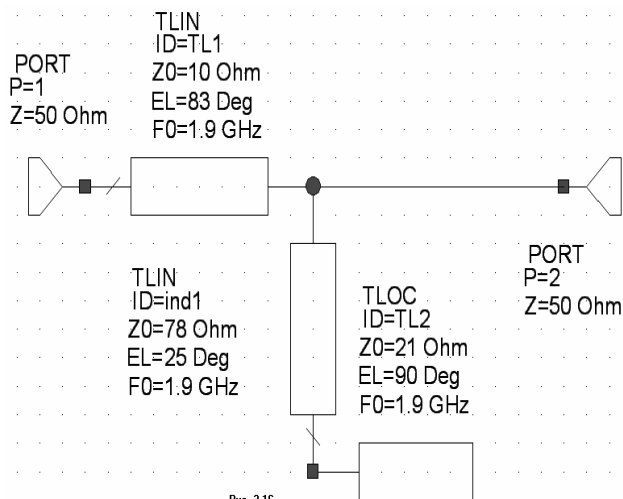 TLIN
ID=TL1
Z0=10 Ohm
EL=83 Deg
F0=1.9 GHz
PORT
P=1
Z=50 Ohm
TLIN
ID=ind1
Z0=78 Ohm
EL=25 Deg
F0=1.9 GHz
TLOC
ID=TL2
Z0=21 Ohm
EL=90 Deg
F0=1.9 GHz
PORT
P=2
Z=50 Ohm